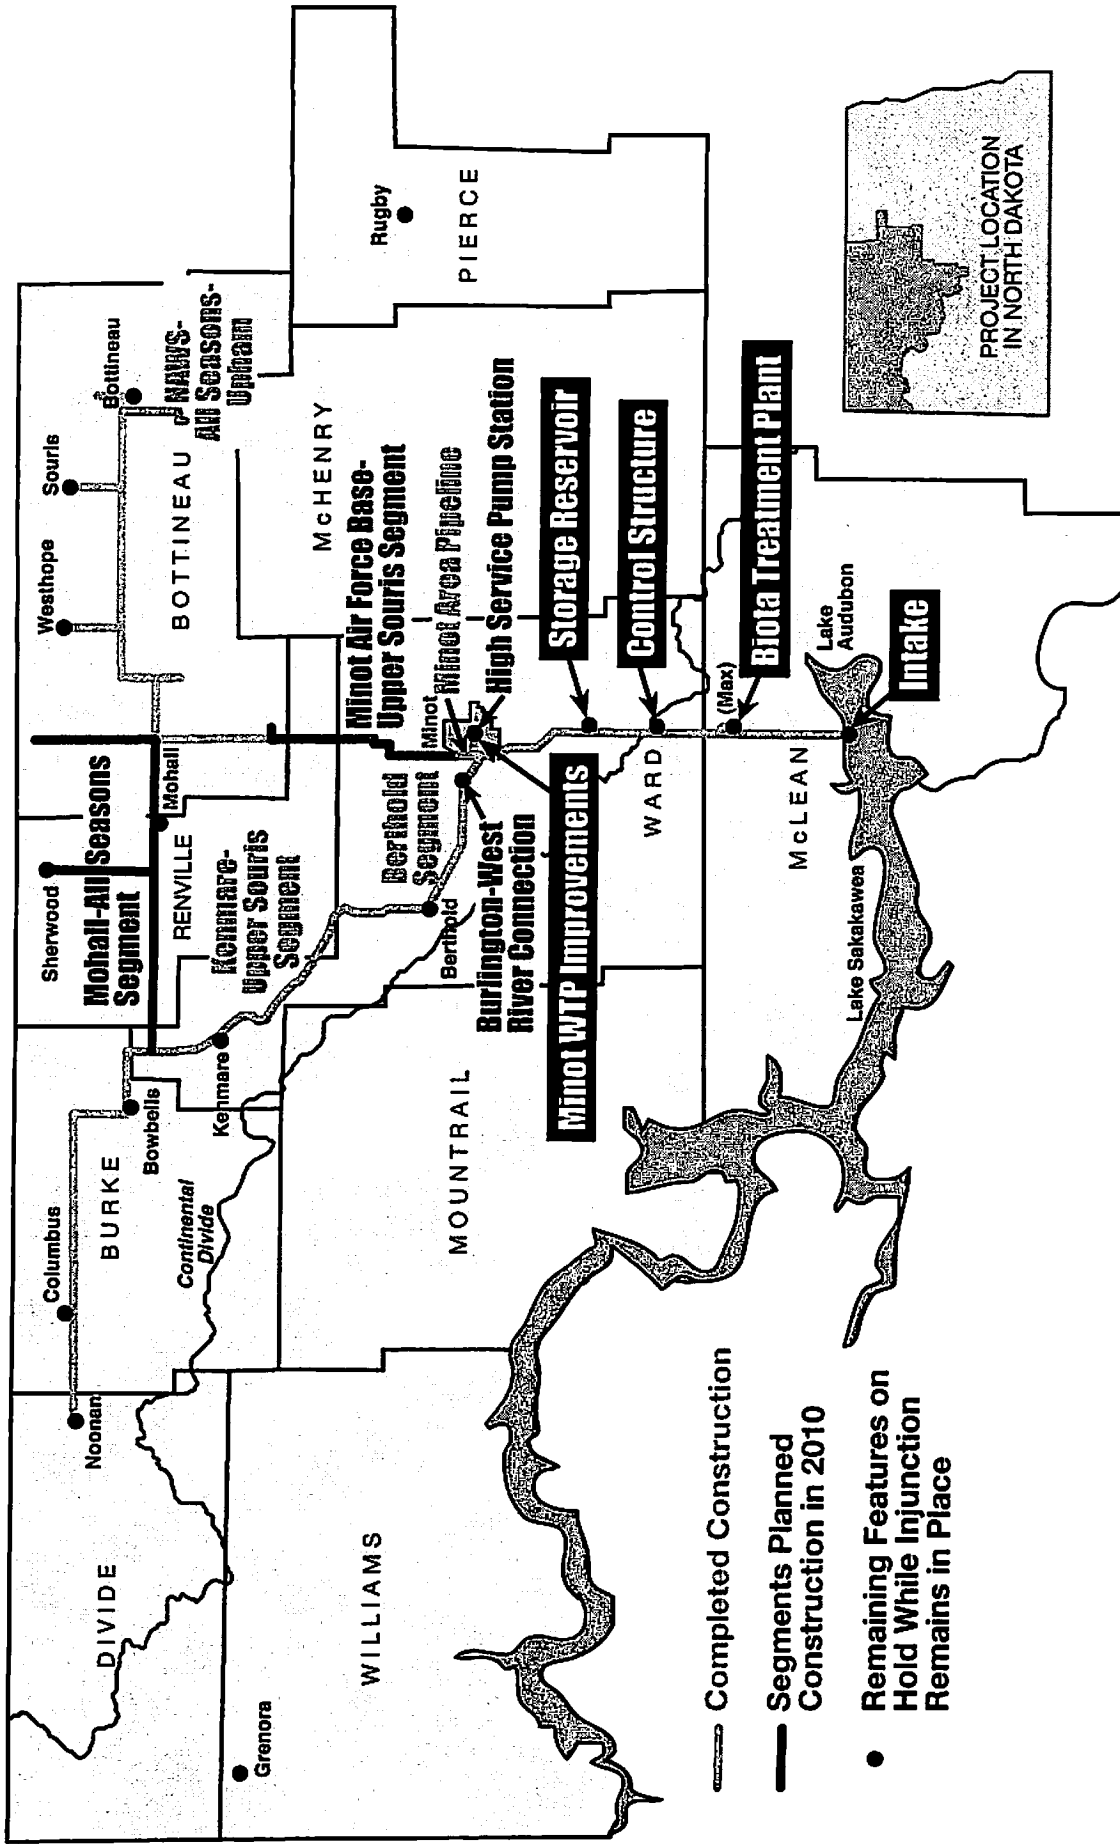 Noonan
Columbus
Bowbells
Kenmare
Sherwood
Mohall
Westhope
Souris
Bottineau
Rugby
Grenora
Berthold
Minot
(Max)
DIVIDE
BURKE
RENVILLE
BOTTINEAU
McHENRY
PIERCE
WILLIAMS
MOUNTRAIL
WARD
McLEAN
Continental
Divide
Mohall-All Seasons
Segment
Kenmare-
Upper Souris
Segment
NAWS-
All Seasons-
Upham
Berthold
Segment
Minot Air Force Base-
Upper Souris Segment
Minot Area Pipeline
High Service Pump Station
Burlington-West
River Connection
Minot WTP Improvements
Storage Reservoir
Control Structure
Biota Treatment Plant
Intake
Lake
Audubon
Lake Sakakawea
Completed Construction
Segments Planned
Construction in 2010
Remaining Features on
Hold While Injunction
Remains in Place
PROJECT LOCATION
IN NORTH DAKOTA